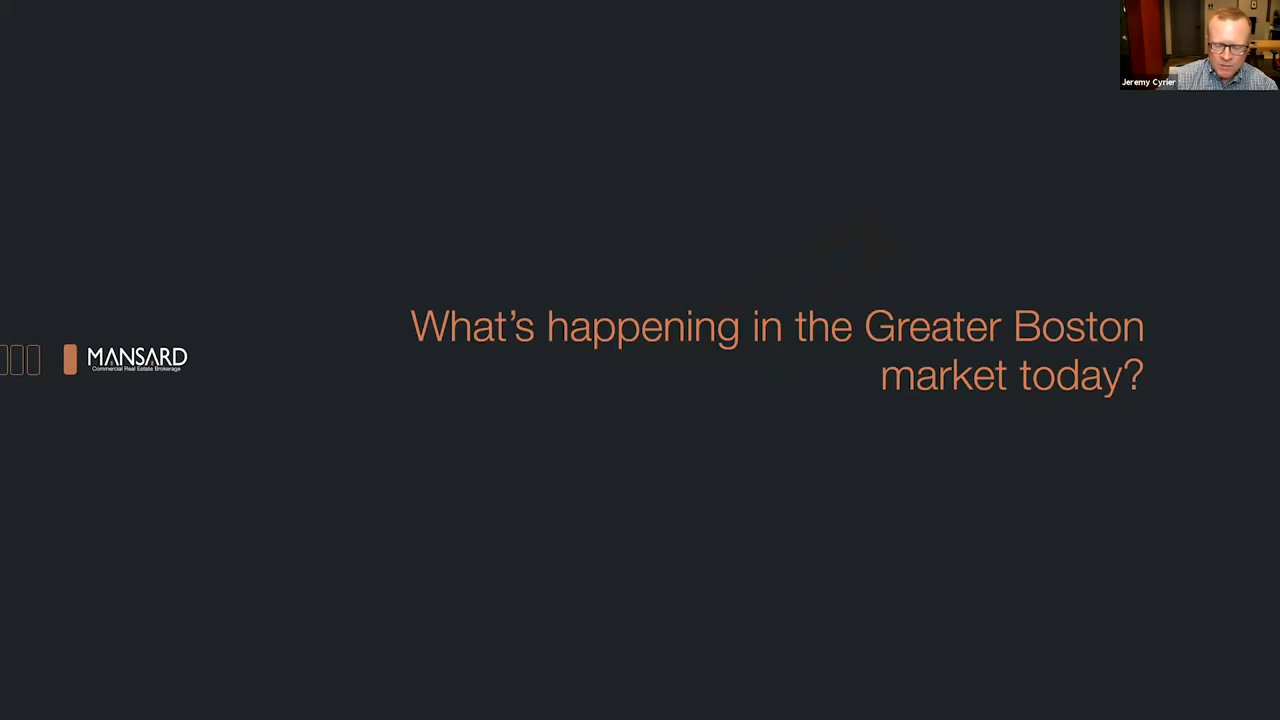 Jeremy Cyrier
What's happening in the Greater Boston
market today?
MANSARD
Commercial Real Estate Brokerage